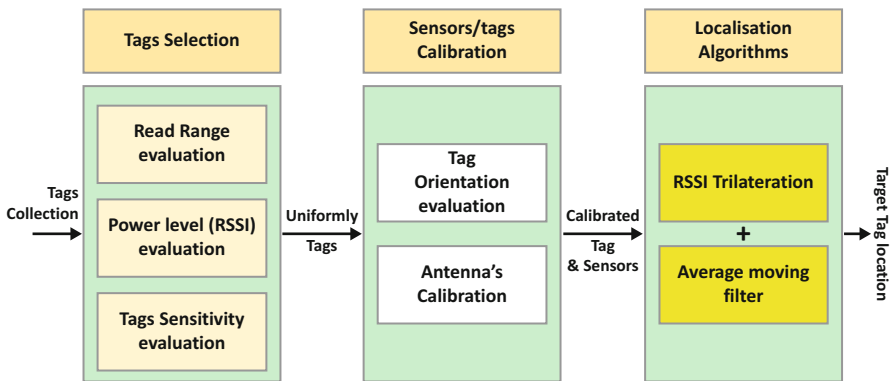 Tags Selection
Sensors/tags
Calibration
Localisation
Algorithms
Tags
Collection
Read Range
evaluation
Power level (RSSI)
evaluation
Tags Sensitivity
evaluation
Uniformly
Tags
Tag
Orientation
evaluation
Antenna's
Calibration
Calibrated
Tag
& Sensors
RSSI Trilateration
+
Average moving
filter
Target Tag
location